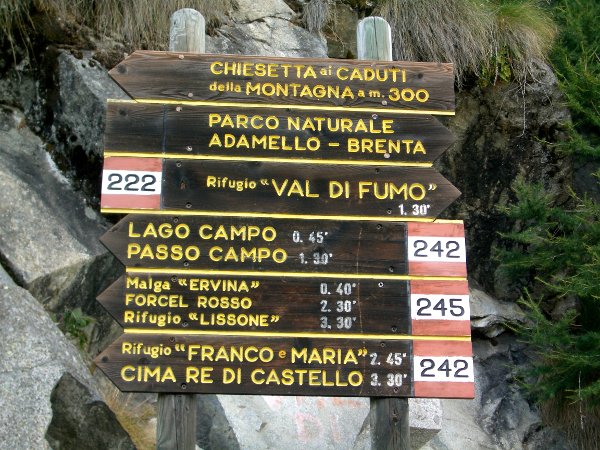 CHIESETTA ai CADUTI
della MONTAGNA a m. 300
PARCO NATURALE
ADAMELLO - BRENTA
222 Rifugio "VAL DI FUMO"
1.30'
LAGO CAMPO 0.45'
PASSO CAMPO 1.30'
242
MALGA "ERVINA" 0.40'
FORCEL ROSSO 2.30'
Rifugio "LISSONE" 3.30'
245
Rifugio "FRANCO e MARIA" 2.45'
CIMA RE DI CASTELLO 3.30'
242